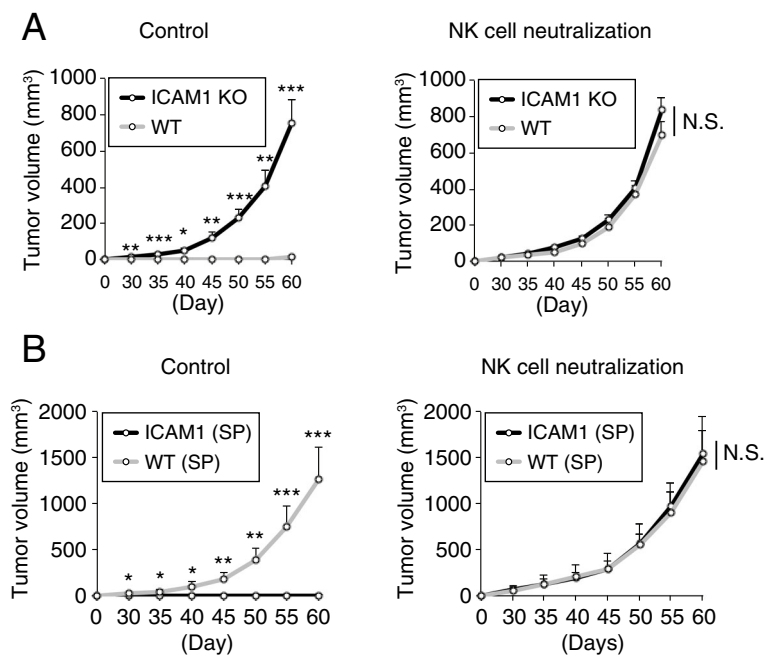 A
Control
NK cell neutralization
Tumor volume (mm³)
1000
800
600
400
200
0
ICAM1 KO
WT
** *** * ** *** ** ***
0 30 35 40 45 50 55 60
(Day)
Tumor volume (mm³)
1000
800
600
400
200
0
ICAM1 KO
WT
N.S.
0 30 35 40 45 50 55 60
(Day)
B
Control
NK cell neutralization
Tumor volume (mm³)
2000
1500
1000
500
0
ICAM1 (SP)
WT (SP)
* * * ** ** *** ***
0 30 35 40 45 50 55 60
(Day)
Tumor volume (mm³)
2000
1500
1000
500
0
ICAM1 (SP)
WT (SP)
N.S.
0 30 35 40 45 50 55 60
(Days)